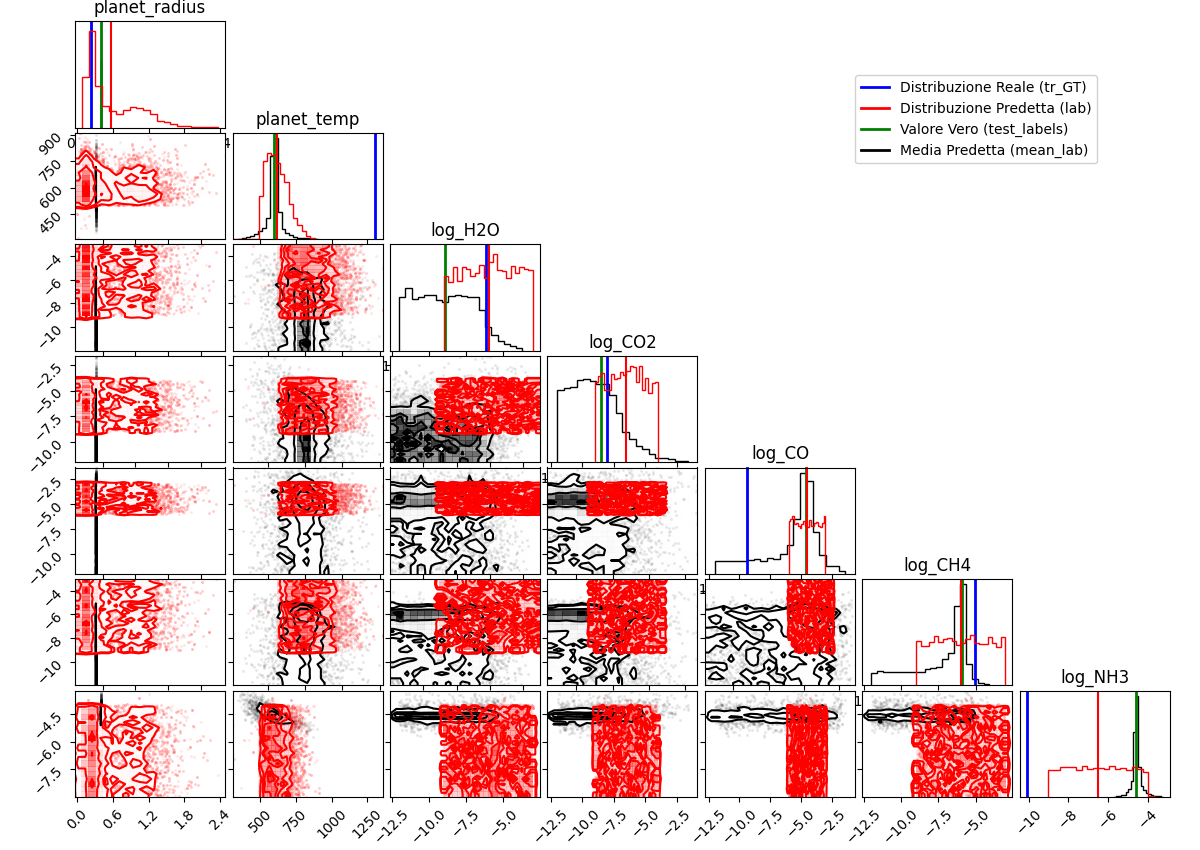 planet_radius
Distribuzione Reale (tr_GT)
Distribuzione Predetta (lab)
Valore Vero (test_labels)
Media Predetta (mean_lab)
planet_temp
900
750
600
450
log_H2O
−4
−6
−8
−10
log_CO2
−2.5
−5.0
−7.5
−10.0
log_CO
−2.5
−5.0
−7.5
−10.0
log_CH4
−4
−6
−8
−10
log_NH3
−4.5
−6.0
−7.5
0.0 0.6 1.2 1.8 2.4
500 750 1000 1250
−12.5 −10.0 −7.5 −5.0
−12.5 −10.0 −7.5 −5.0 −2.5
−12.5 −10.0 −7.5 −5.0 −2.5
−12.5 −10.0 −7.5 −5.0
−10 −8 −6 −4